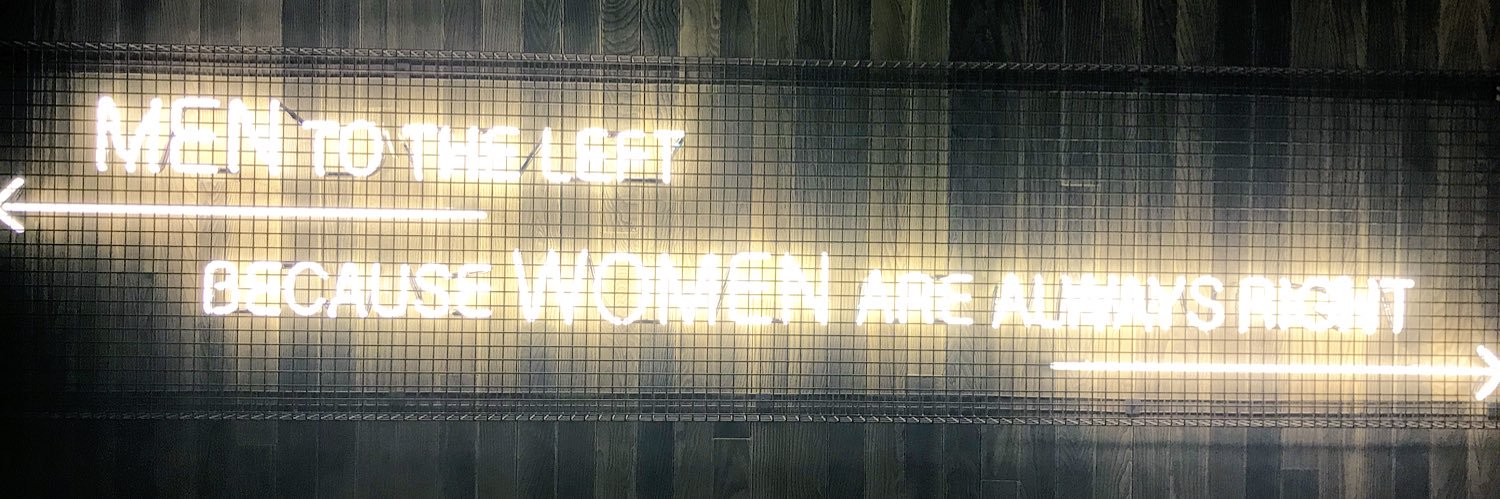 MEN TO THE LEFT
BECAUSE WOMEN ARE ALWAYS RIGHT